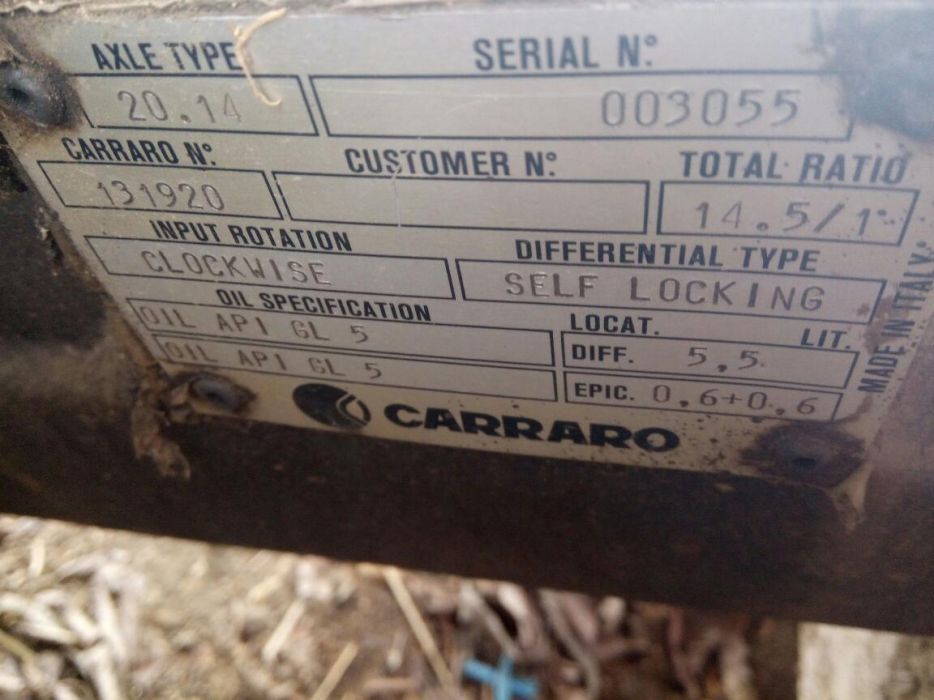 AXLE TYPE SERIAL N°.
20.14 003055
CARRARO N°. CUSTOMER N°. TOTAL RATIO
131920 14.5/1
INPUT ROTATION DIFFERENTIAL TYPE
CLOCKWISE SELF LOCKING
OIL SPECIFICATION LOCAT. LIT.
OIL API GL 5 DIFF. 5,5
OIL API GL 5 EPIC. 0,6+0,6
CARRARO
MADE IN ITALY